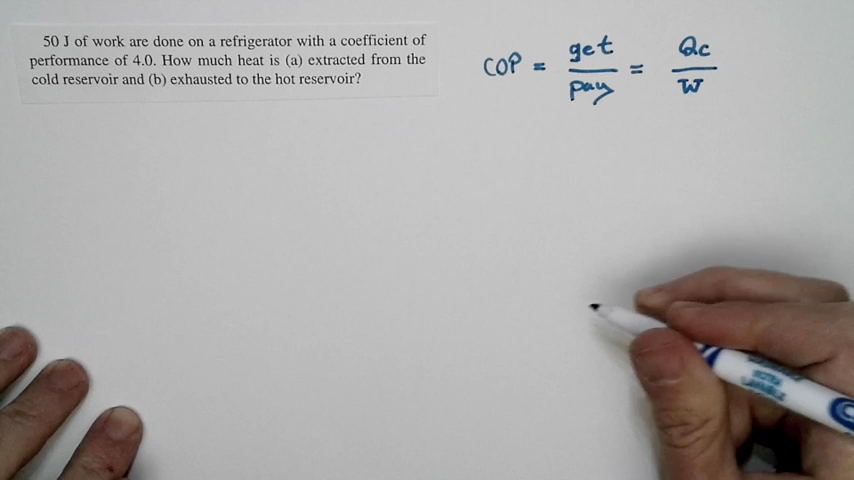 50 J of work are done on a refrigerator with a coefficient of
performance of 4.0. How much heat is (a) extracted from the
cold reservoir and (b) exhausted to the hot reservoir?
COP = get/pay = Qc/W